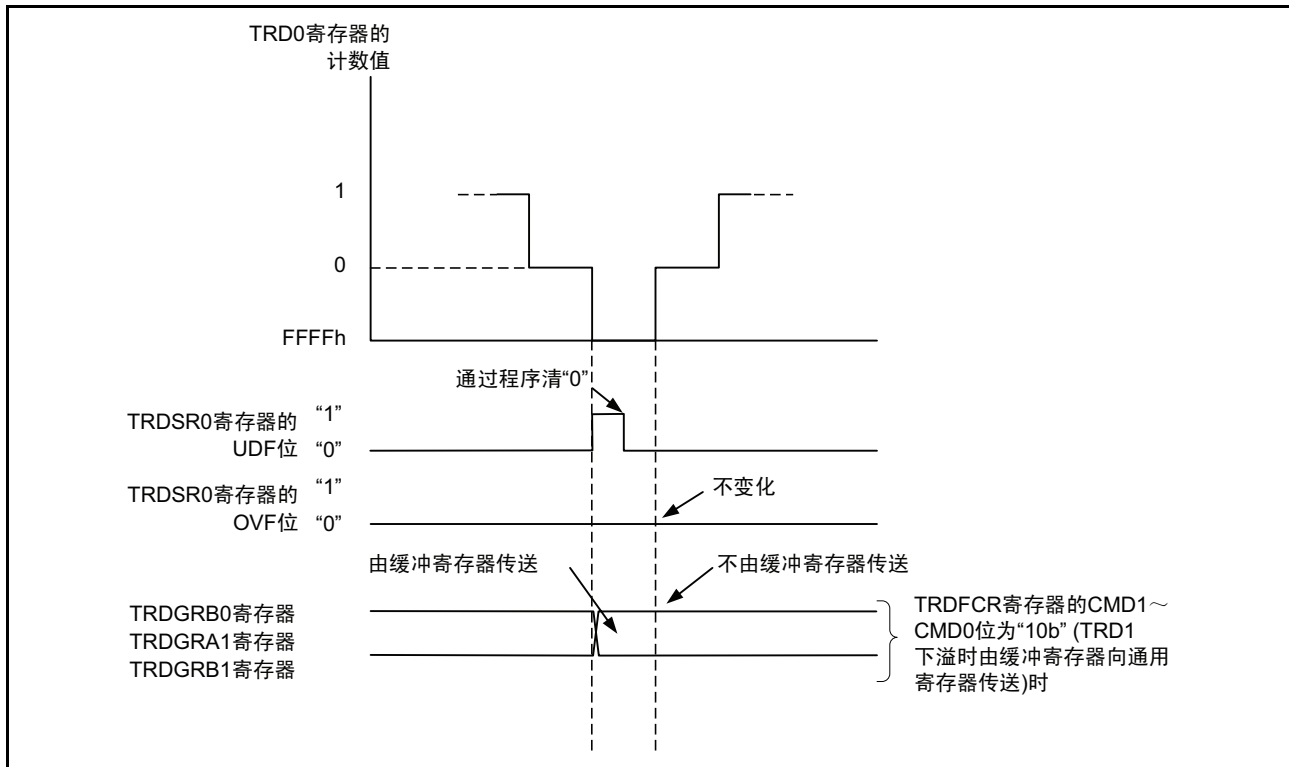 TRD0寄存器的
计数值
1
0
FFFFh
通过程序清“0”
TRDSR0寄存器的 “1”
UDF位 “0”
TRDSR0寄存器的 “1”
OVF位 “0”
不变化
由缓冲寄存器传送
不由缓冲寄存器传送
TRDGRB0寄存器
TRDGRA1寄存器
TRDGRB1寄存器
TRDFCR寄存器的CMD1～
CMD0位为“10b” (TRD1
下溢时由缓冲寄存器向通用
寄存器传送)时